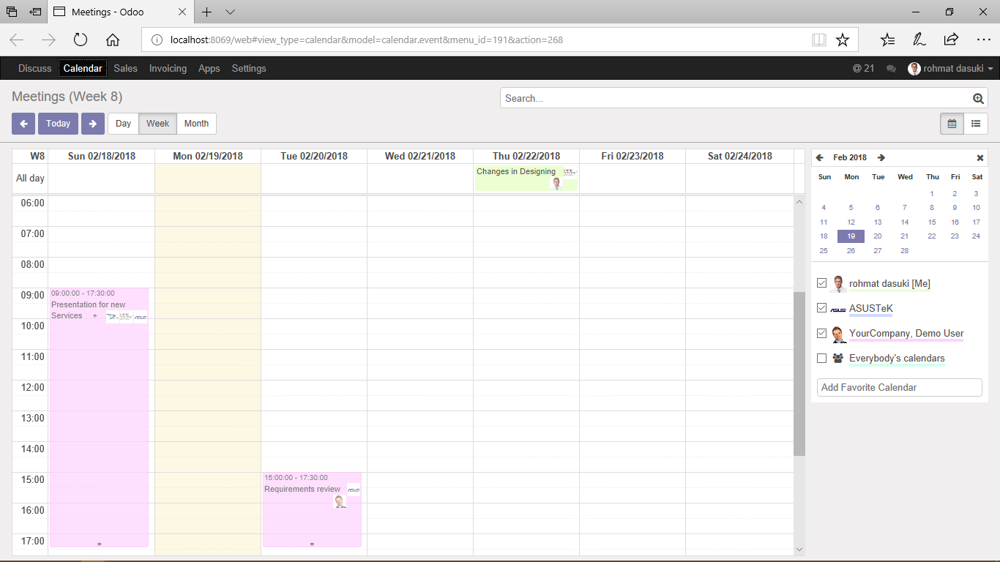 Meetings - Odoo
localhost:8069/web#view_type=calendar&model=calendar.event&menu_id=191&action=268
Discuss Calendar Sales Invoicing Apps Settings @ 21 rohmat dasuki
Meetings (Week 8)
Search...
Today Day Week Month
W8 Sun 02/18/2018 Mon 02/19/2018 Tue 02/20/2018 Wed 02/21/2018 Thu 02/22/2018 Fri 02/23/2018 Sat 02/24/2018
All day
Changes in Designing
06:00
07:00
08:00
09:00
10:00
11:00
12:00
13:00
14:00
15:00
16:00
17:00
09:00:00 - 17:30:00
Presentation for new
Services + ASUS
=
15:00:00 - 17:30:00
Requirements review ASUS
=
Feb 2018
Sun Mon Tue Wed Thu Fri Sat
1 2 3
4 5 6 7 8 9 10
11 12 13 14 15 16 17
18 19 20 21 22 23 24
25 26 27 28
rohmat dasuki [Me]
ASUS ASUSTeK
YourCompany, Demo User
Everybody's calendars
Add Favorite Calendar